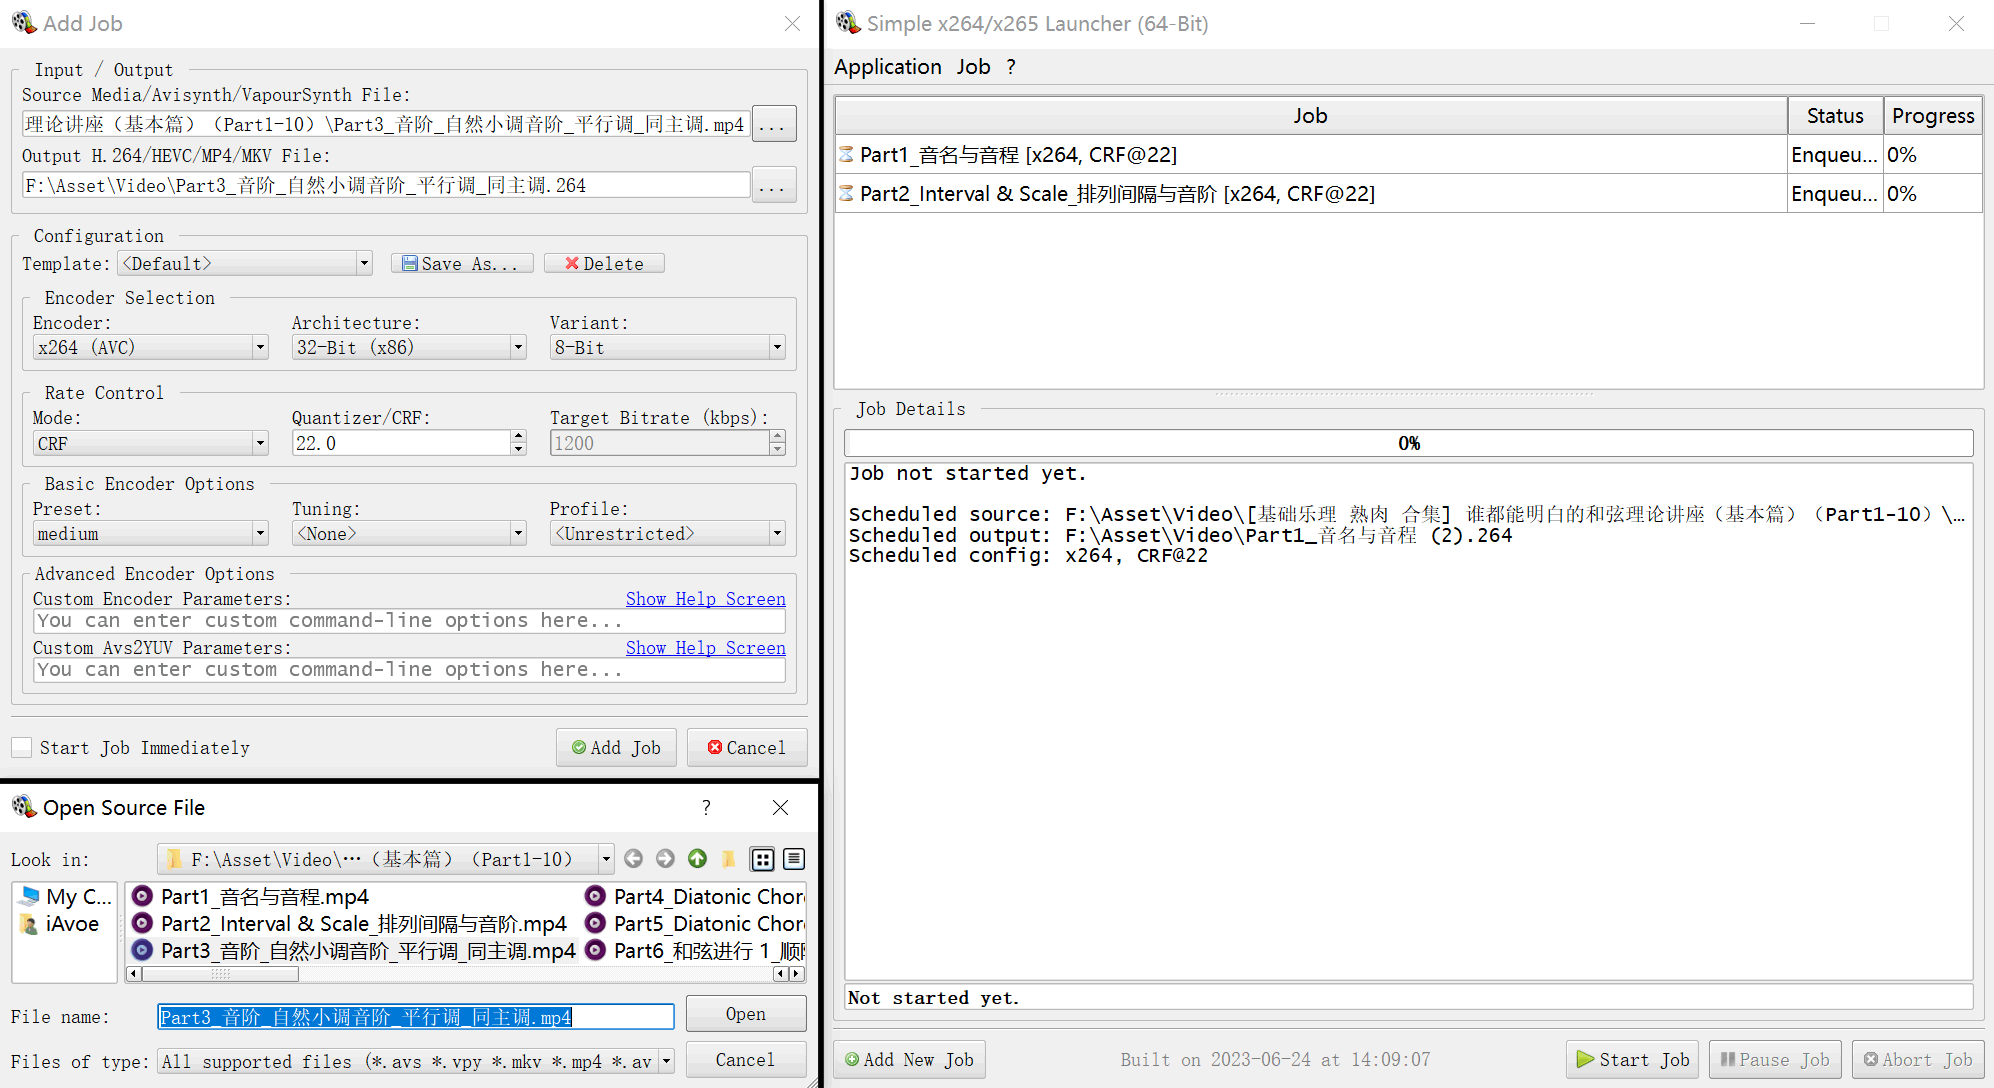 Add Job
Input / Output
Source Media/Avisynth/VapourSynth File:
理论讲座（基本篇）（Part1-10）\Part3_音阶_自然小调音阶_平行调_同主调.mp4
...
Output H.264/HEVC/MP4/MKV File:
F:\Asset\Video\Part3_音阶_自然小调音阶_平行调_同主调.264
...
Configuration
Template: <Default> Save As... Delete
Encoder Selection
Encoder: Architecture: Variant:
x264 (AVC) 32-Bit (x86) 8-Bit
Rate Control
Mode: Quantizer/CRF: Target Bitrate (kbps):
CRF 22.0 1200
Basic Encoder Options
Preset: Tuning: Profile:
medium <None> <Unrestricted>
Advanced Encoder Options
Custom Encoder Parameters: Show Help Screen
You can enter custom command-line options here...
Custom Avs2YUV Parameters: Show Help Screen
You can enter custom command-line options here...
Start Job Immediately Add Job Cancel
Open Source File ?
Look in: F:\Asset\Video\…（基本篇）（Part1-10）
My C...
iAvoe
Part1_音名与音程.mp4
Part2_Interval & Scale_排列间隔与音阶.mp4
Part3_音阶_自然小调音阶_平行调_同主调.mp4
Part4_Diatonic Chor
Part5_Diatonic Chor
Part6_和弦进行 1_顺
File name: Part3_音阶_自然小调音阶_平行调_同主调.mp4 Open
Files of type: All supported files (*.avs *.vpy *.mkv *.mp4 *.av Cancel
Simple x264/x265 Launcher (64-Bit)
Application Job ?
Job Status Progress
Part1_音名与音程 [x264, CRF@22] Enqueu... 0%
Part2_Interval & Scale_排列间隔与音阶 [x264, CRF@22] Enqueu... 0%
Job Details
0%
Job not started yet.
Scheduled source: F:\Asset\Video\[基础乐理 熟肉 合集] 谁都能明白的和弦理论讲座（基本篇）（Part1-10）\...
Scheduled output: F:\Asset\Video\Part1_音名与音程 (2).264
Scheduled config: x264, CRF@22
Not started yet.
Add New Job Built on 2023-06-24 at 14:09:07 Start Job Pause Job Abort Job